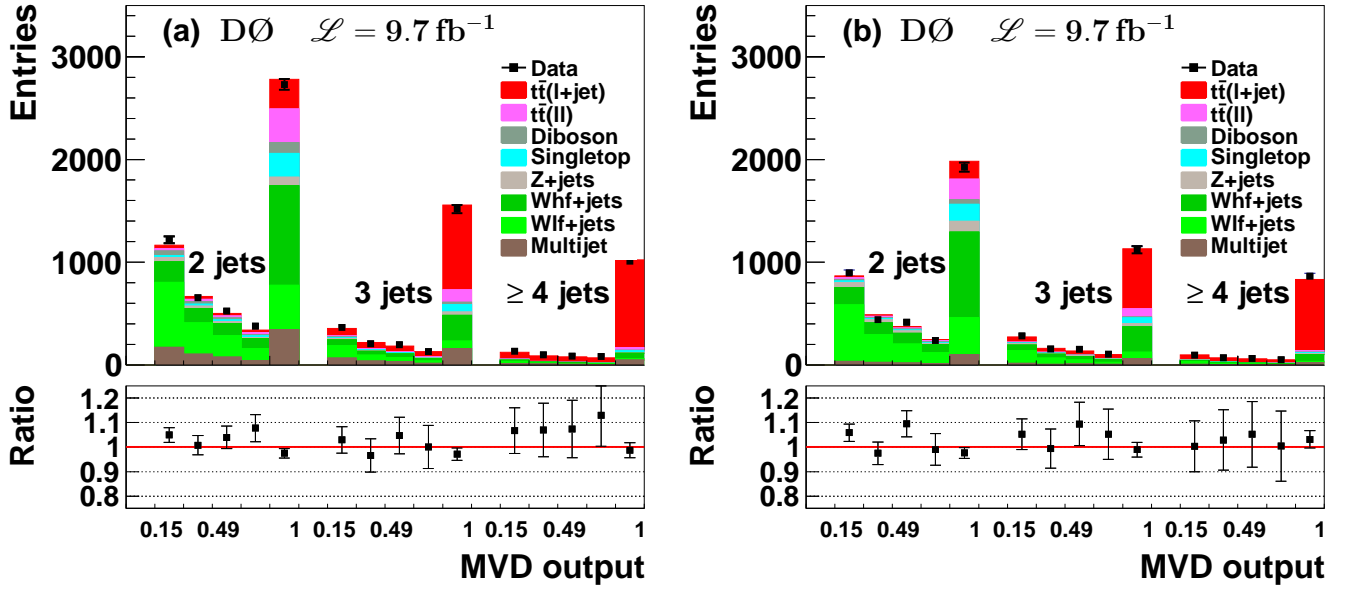 (a) DØ ℒ = 9.7 fb⁻¹
Entries
3000
2000
1000
0
Data
tt̄(l+jet)
tt̄(ll)
Diboson
Singletop
Z+jets
Whf+jets
Wlf+jets
Multijet
2 jets
3 jets
≥ 4 jets
Ratio
1.2
1.1
1
0.9
0.8
0.15 0.49 1 0.15 0.49 1 0.15 0.49 1
MVD output
(b) DØ ℒ = 9.7 fb⁻¹
Entries
3000
2000
1000
0
Data
tt̄(l+jet)
tt̄(ll)
Diboson
Singletop
Z+jets
Whf+jets
Wlf+jets
Multijet
2 jets
3 jets
≥ 4 jets
Ratio
1.2
1.1
1
0.9
0.8
0.15 0.49 1 0.15 0.49 1 0.15 0.49 1
MVD output